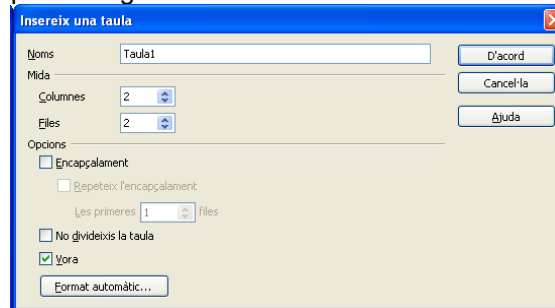 Insereix una taula
Noms Taula1 D'acord
Mida Cancel·la
Columnes 2
Files 2 Ajuda
Opcions
Encapçalament
Repeteix l'encapçalament
Les primeres 1 files
No divideixis la taula
Vora
Format automàtic...